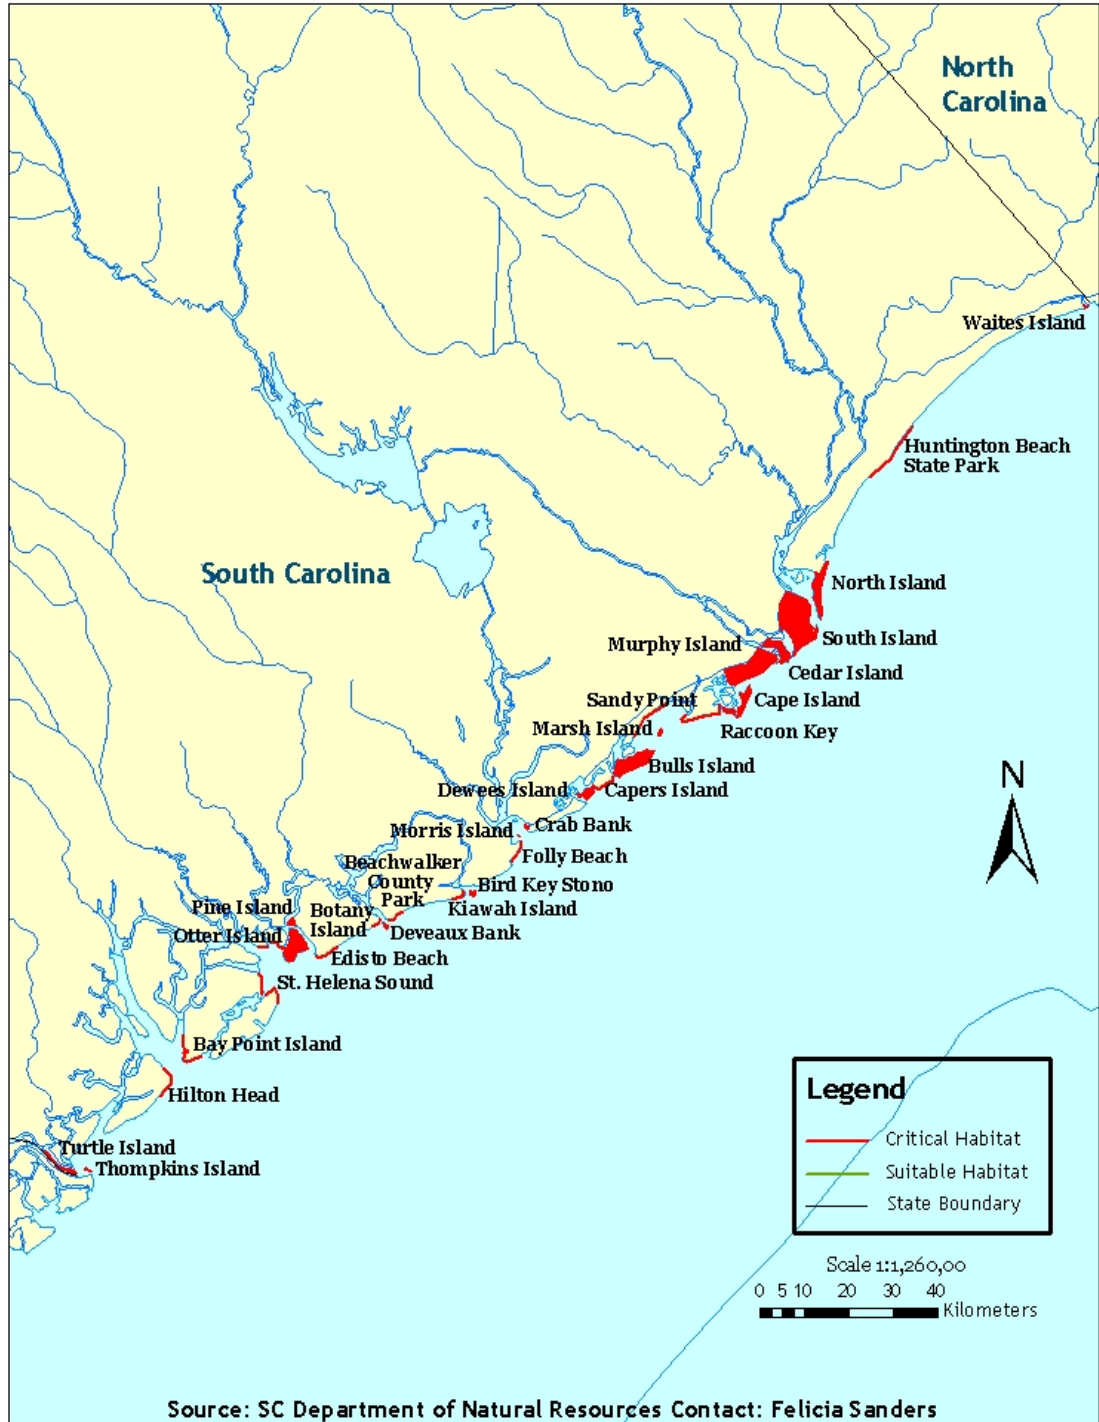 North
Carolina
Waites Island
Huntington Beach
State Park
South Carolina
North Island
South Island
Murphy Island
Cedar Island
Sandy Point
Cape Island
Marsh Island
Raccoon Key
Bulls Island
Dewees Island
Capers Island
Morris Island
Crab Bank
Folly Beach
Beachwalker
County
Park
Bird Key Stono
Kiawah Island
Pine Island
Botany
Island
Deveaux Bank
Otter Island
Edisto Beach
St. Helena Sound
Bay Point Island
Hilton Head
Turtle Island
Thompkins Island
N
Legend
Critical Habitat
Suitable Habitat
State Boundary
Scale 1:1,260,00
0 5 10 20 30 40
Kilometers
Source: SC Department of Natural Resources Contact: Felicia Sanders